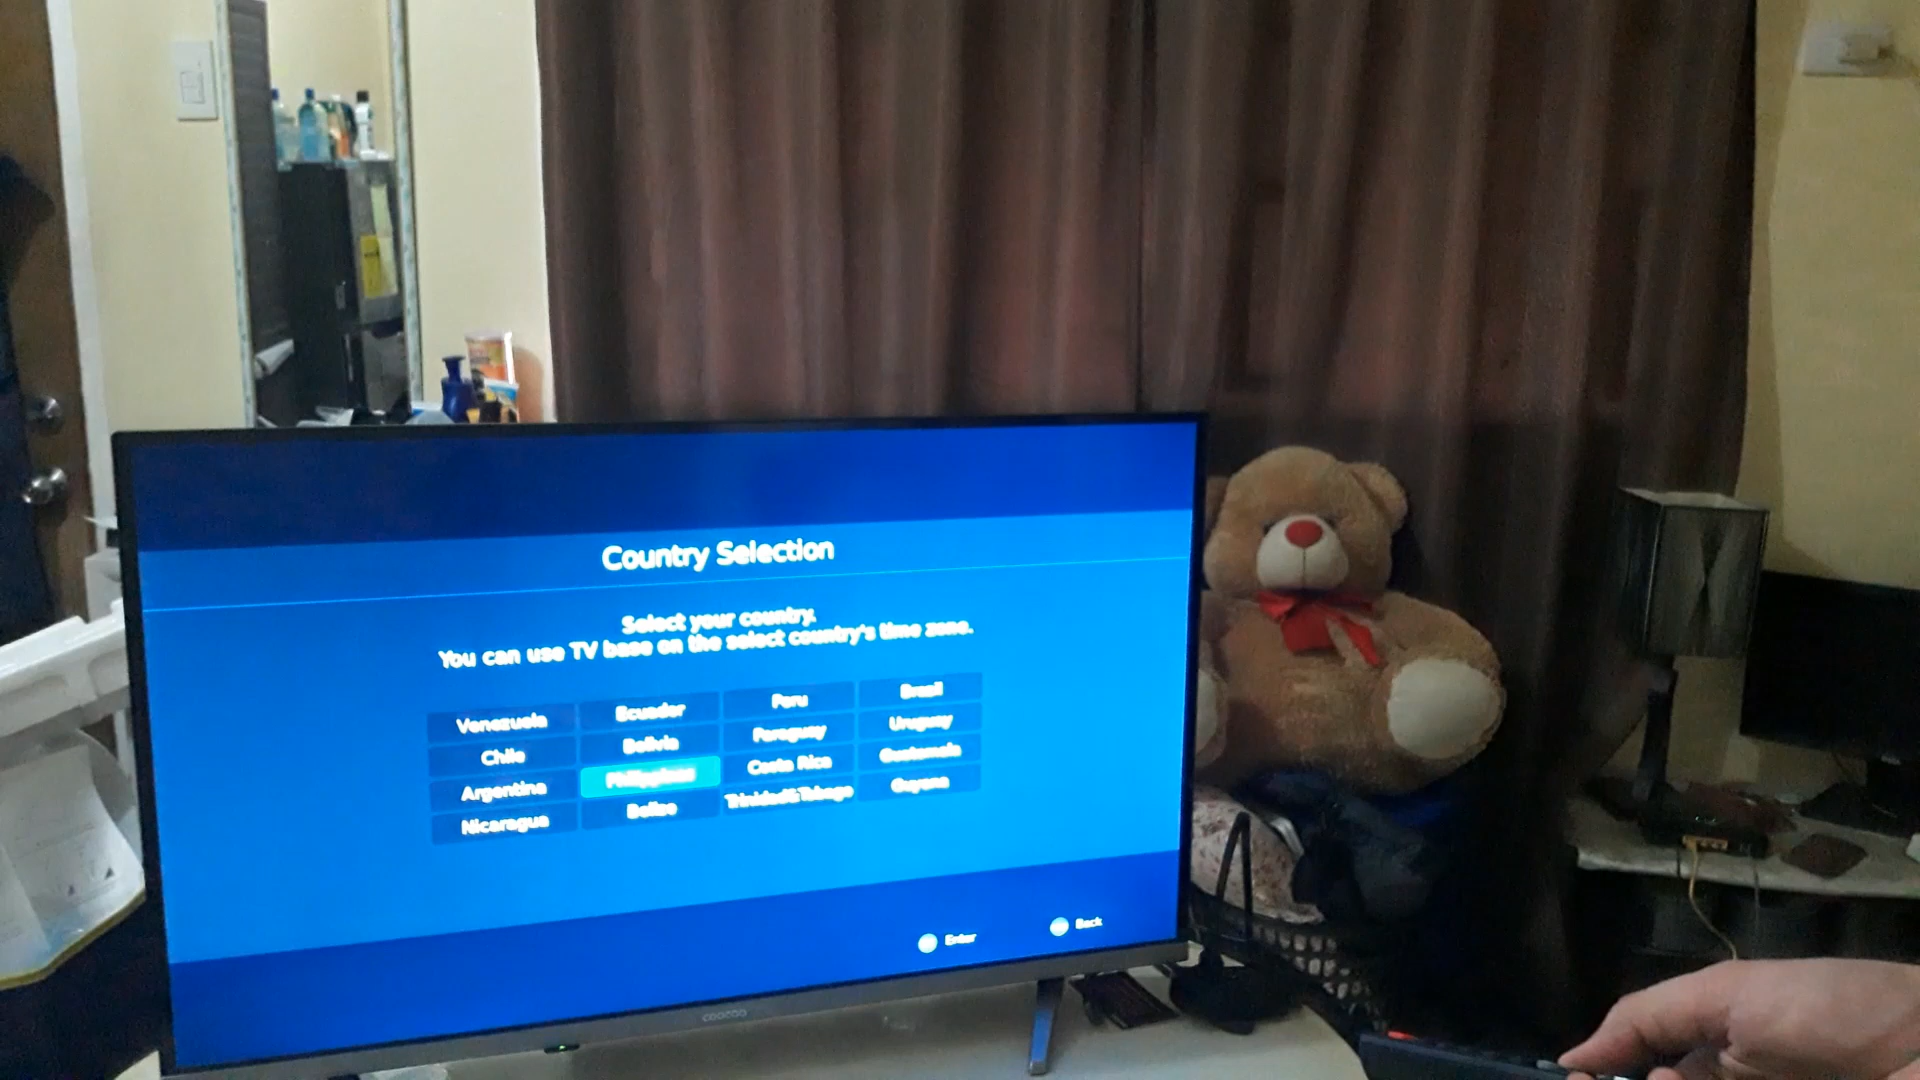 Country Selection
Select your country.
You can use TV base on the select country's time zone.
Venezuela Ecuador Peru Brazil
Chile Bolivia Paraguay Uruguay
Argentina Philippines Costa Rica Guatemala
Nicaragua Belize Trinidad&Tobago Guyana
Enter Back
coocaa